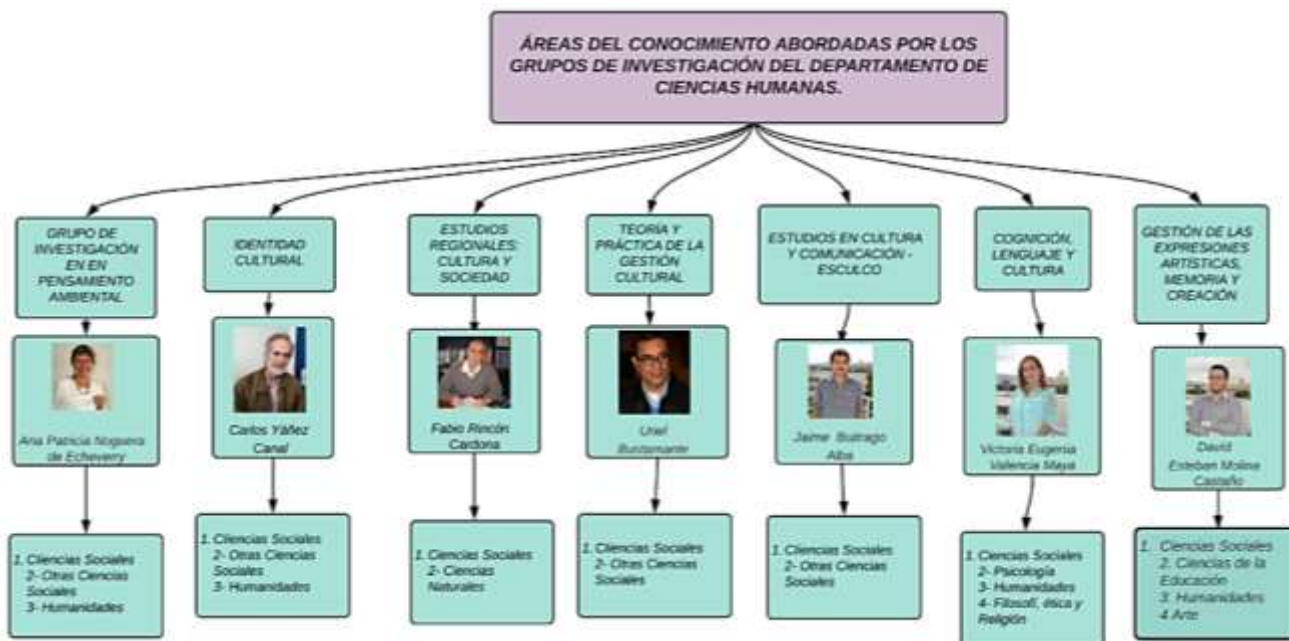 ÁREAS DEL CONOCIMIENTO ABORDADAS POR LOS
GRUPOS DE INVESTIGACIÓN DEL DEPARTAMENTO DE
CIENCIAS HUMANAS.
GRUPO DE
INVESTIGACIÓN
EN EN
PENSAMIENTO
AMBIENTAL
IDENTIDAD
CULTURAL
ESTUDIOS
REGIONALES:
CULTURA Y
SOCIEDAD
TEORÍA Y
PRÁCTICA DE LA
GESTIÓN
CULTURAL
ESTUDIOS EN CULTURA
Y COMUNICACIÓN -
ESCULCO
COGNICIÓN,
LENGUAJE Y
CULTURA
GESTIÓN DE LAS
EXPRESIONES
ARTÍSTICAS,
MEMORIA Y
CREACIÓN
Ana Patricia Noguera
de Echeverry
Carlos Yáñez
Canal
Fabio Rincón
Cardona
Uriel
Bustamante
Jaime Buitrago
Alba
Victoria Eugenia
Valencia Maya
David
Esteban Molina
Castaño
1. Cliencias Sociales
2- Otras Ciencias
Sociales
3- Humanidades
1. Cliencias Sociales
2- Otras Ciencias
Sociales
3- Humanidades
1. Ciencias Sociales
2- Ciencias
Naturales
1. Cliencias Sociales
2- Otras Ciencias
Sociales
1. Cliencias Sociales
2- Otras Ciencias
Sociales
1. Ciencias Sociales
2- Psicología
3- Humanidades
4- Filosofí, ética y
Religión
1. Ciencias Sociales
2. Ciencias de la
Educación
3. Humanidades
4 Arte